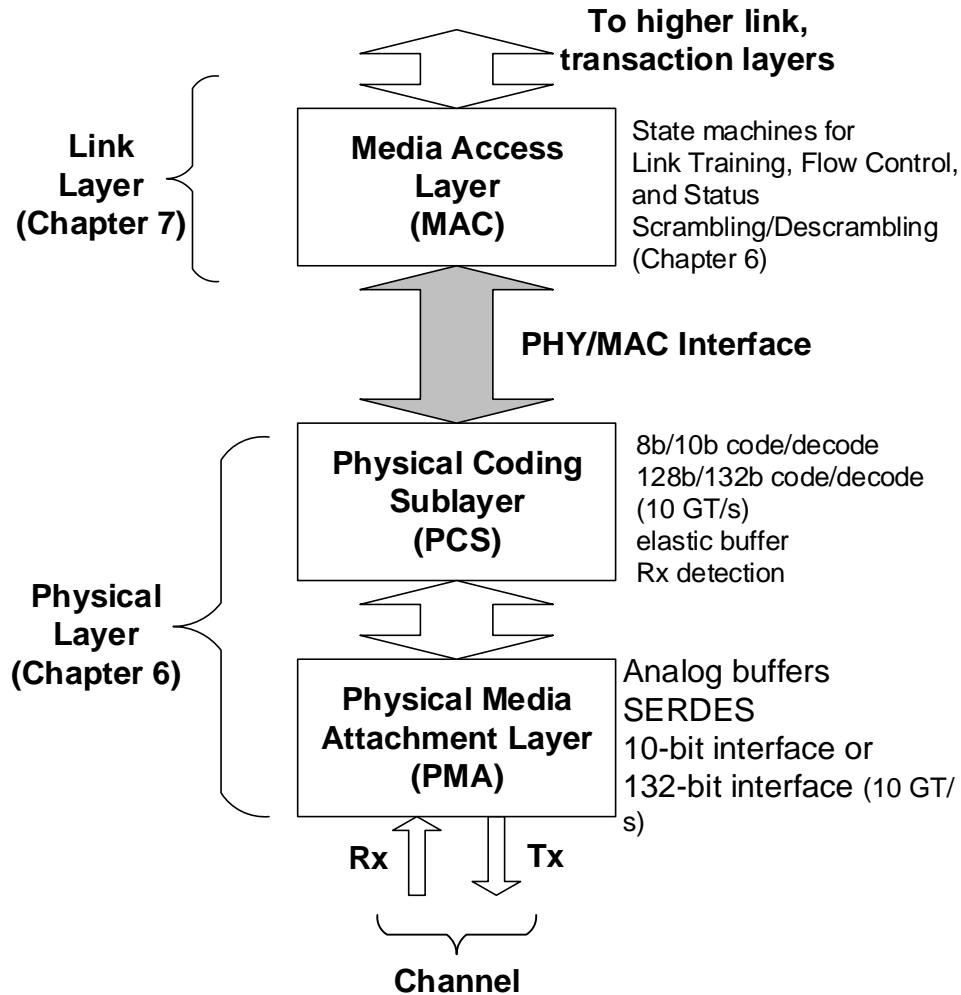 To higher link,
transaction layers
Link
Layer
(Chapter 7)
Media Access
Layer
(MAC)
State machines for
Link Training, Flow Control,
and Status
Scrambling/Descrambling
(Chapter 6)
PHY/MAC Interface
Physical
Layer
(Chapter 6)
Physical Coding
Sublayer
(PCS)
8b/10b code/decode
128b/132b code/decode
(10 GT/s)
elastic buffer
Rx detection
Physical Media
Attachment Layer
(PMA)
Analog buffers
SERDES
10-bit interface or
132-bit interface (10 GT/
s)
Rx
Tx
Channel